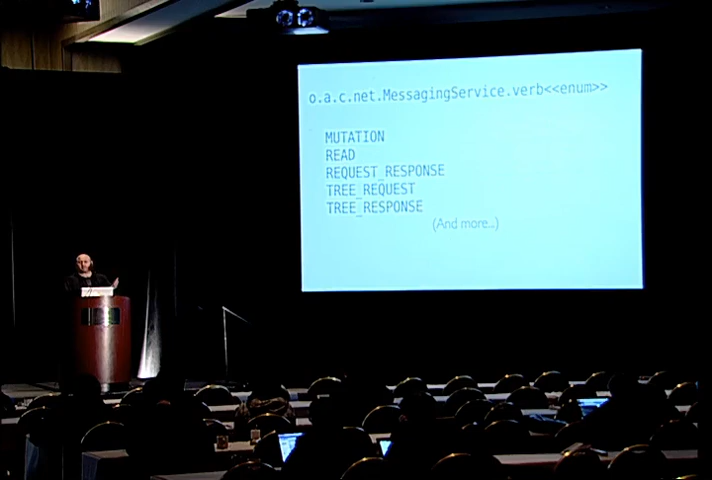 o.a.c.net.MessagingService.verb<<enum>>
MUTATION
READ
REQUEST_RESPONSE
TREE_REQUEST
TREE_RESPONSE
(And more...)